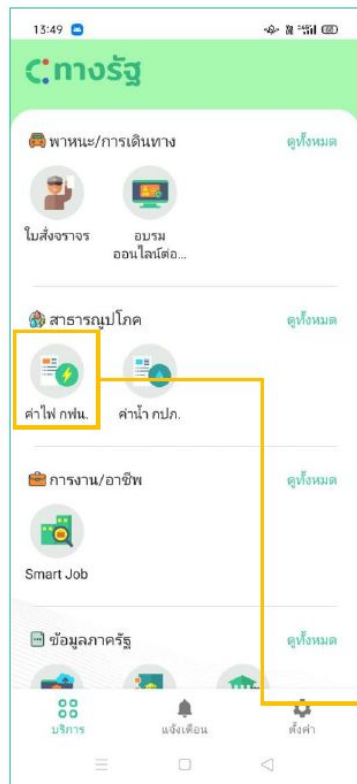 13:49
ทางรัฐ
พาหนะ/การเดินทาง ดูทั้งหมด
ใบสั่งจราจร อบรม
ออนไลน์ต่อ...
สาธารณูปโภค ดูทั้งหมด
ค่าไฟ กฟน. ค่าน้ำ กปภ.
การงาน/อาชีพ ดูทั้งหมด
Smart Job
ข้อมูลภาครัฐ ดูทั้งหมด
บริการ แจ้งเตือน ตั้งค่า